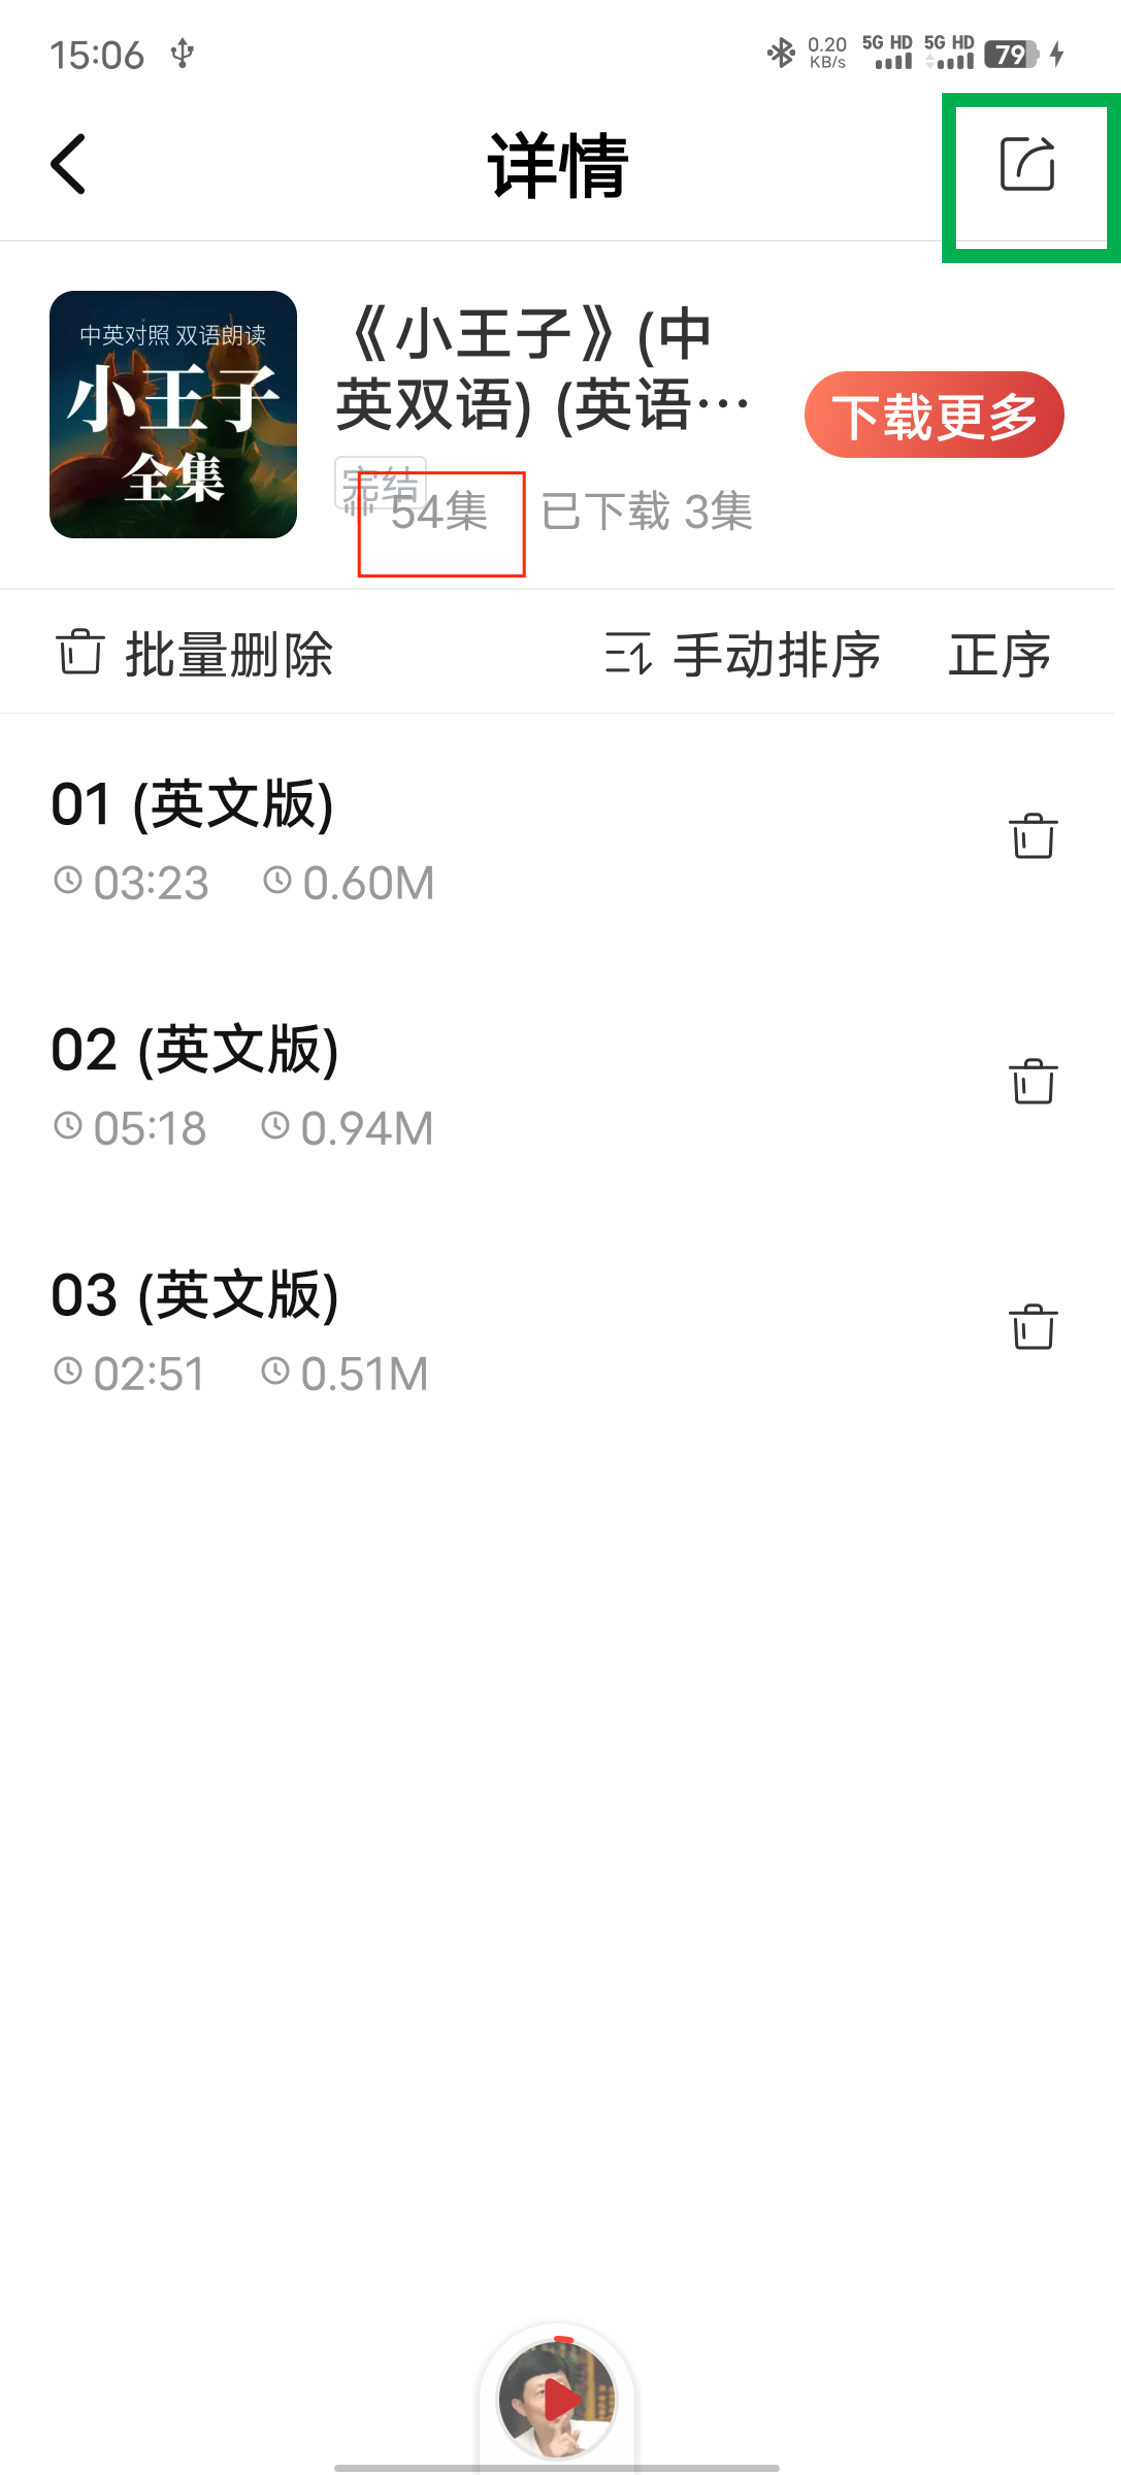 15:06
0.20 KB/s 5G HD 5G HD 79
详情
中英对照 双语朗读
小王子
全集
《小王子》(中
英双语) (英语…
下载更多
完结
54集 已下载 3集
批量删除 手动排序 正序
01 (英文版)
03:23 0.60M
02 (英文版)
05:18 0.94M
03 (英文版)
02:51 0.51M